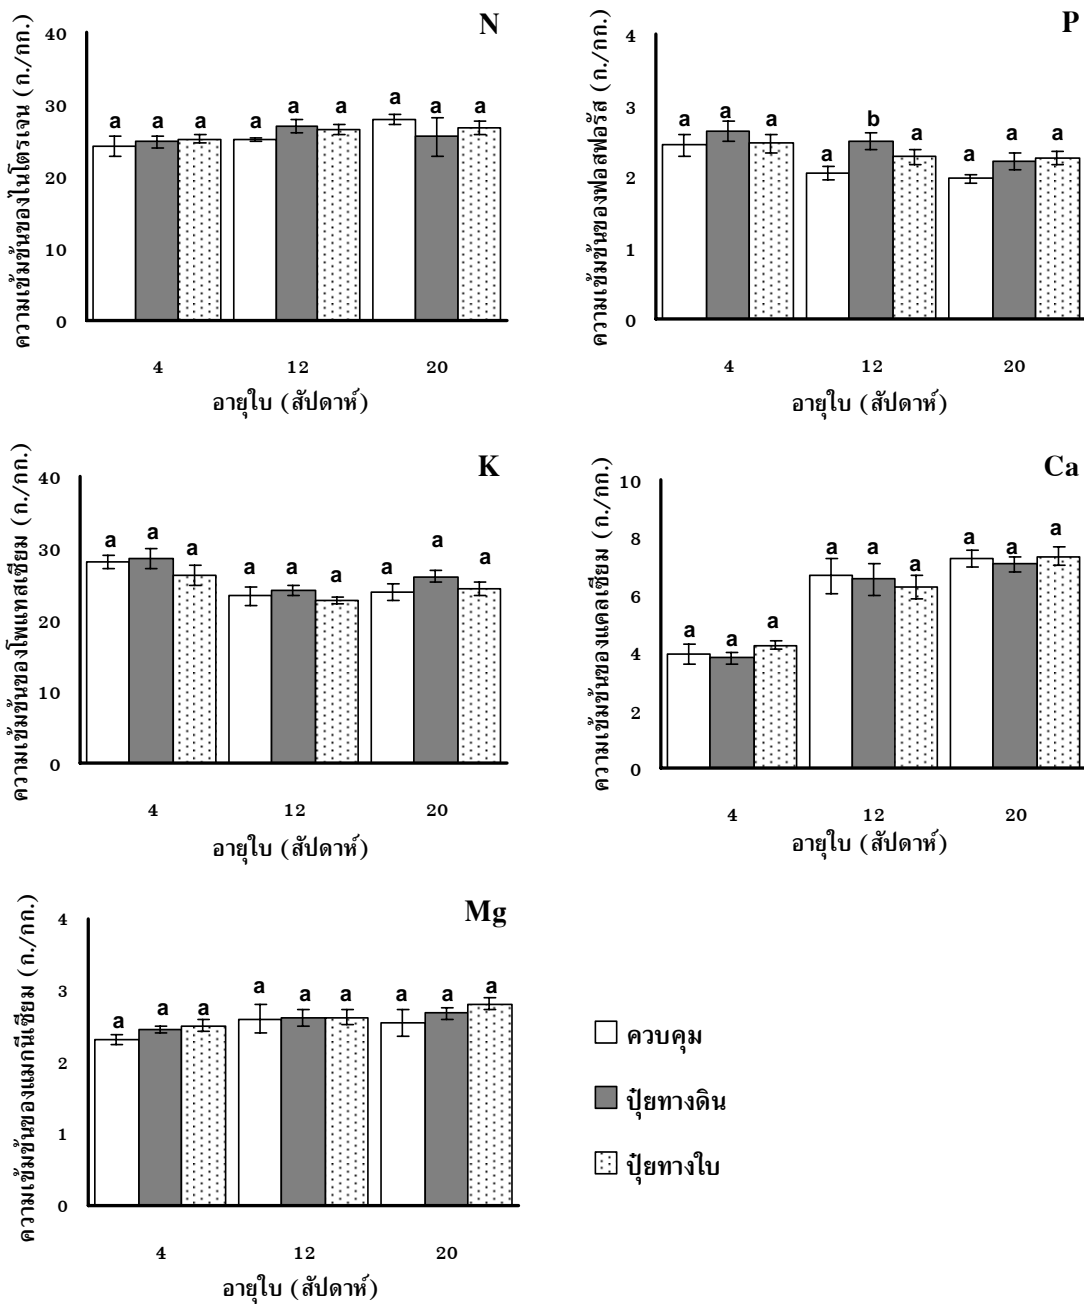 N
ความเข้มข้นของไนโตรเจน (ก./กก.)
40
30
20
10
0
a a a a a a a a a
4 12 20
อายุใบ (สัปดาห์)
P
ความเข้มข้นของฟอสฟอรัส (ก./กก.)
4
3
2
1
0
a a a a b a a a a
4 12 20
อายุใบ (สัปดาห์)
K
ความเข้มข้นของโพแทสเซียม (ก./กก.)
40
30
20
10
0
a a a a a a a a a
4 12 20
อายุใบ (สัปดาห์)
Ca
ความเข้มข้นของแคลเซียม (ก./กก.)
10
8
6
4
2
0
a a a a a a a a a
4 12 20
อายุใบ (สัปดาห์)
Mg
ความเข้มข้นของแมกนีเซียม (ก./กก.)
4
3
2
1
0
a a a a a a a a a
4 12 20
อายุใบ (สัปดาห์)
ควบคุม
ปุ๋ยทางดิน
ปุ๋ยทางใบ